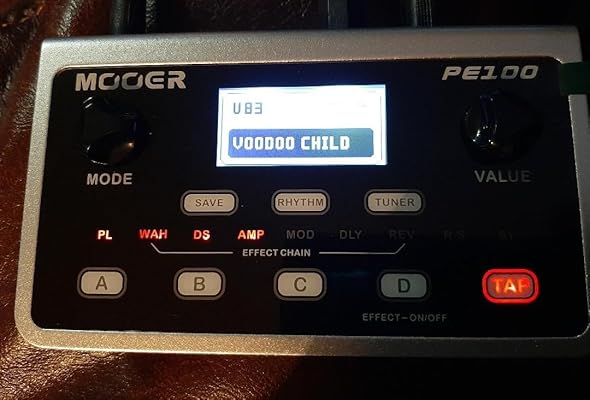 MOOER PE100
U83
VOODOO CHILD
MODE VALUE
SAVE RHYTHM TUNER
PL WAH DS AMP MOD DLY REV R/S
EFFECT CHAIN
A B C D TAP
EFFECT-ON/OFF